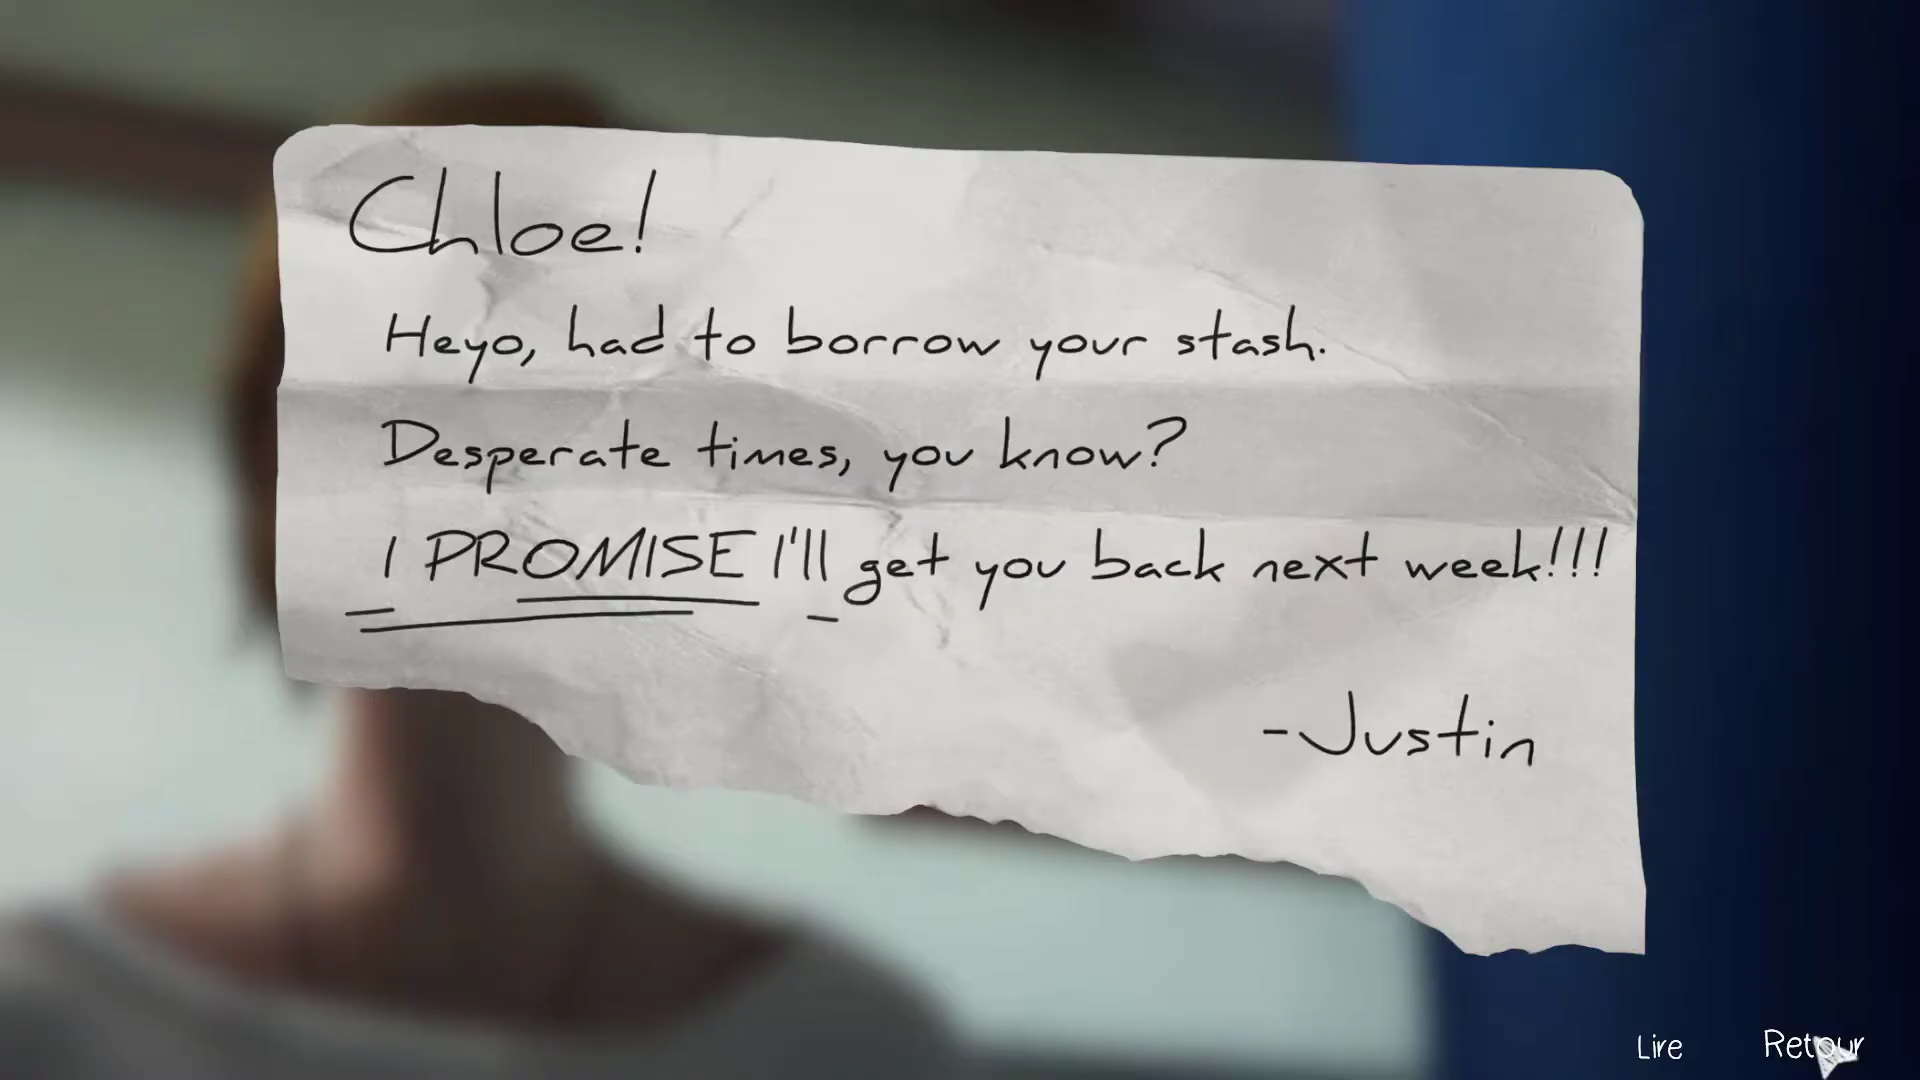 Chloe!
Heyo, had to borrow your stash.
Desperate times, you know?
I PROMISE I'll get you back next week!!!
-Justin
Lire Retour